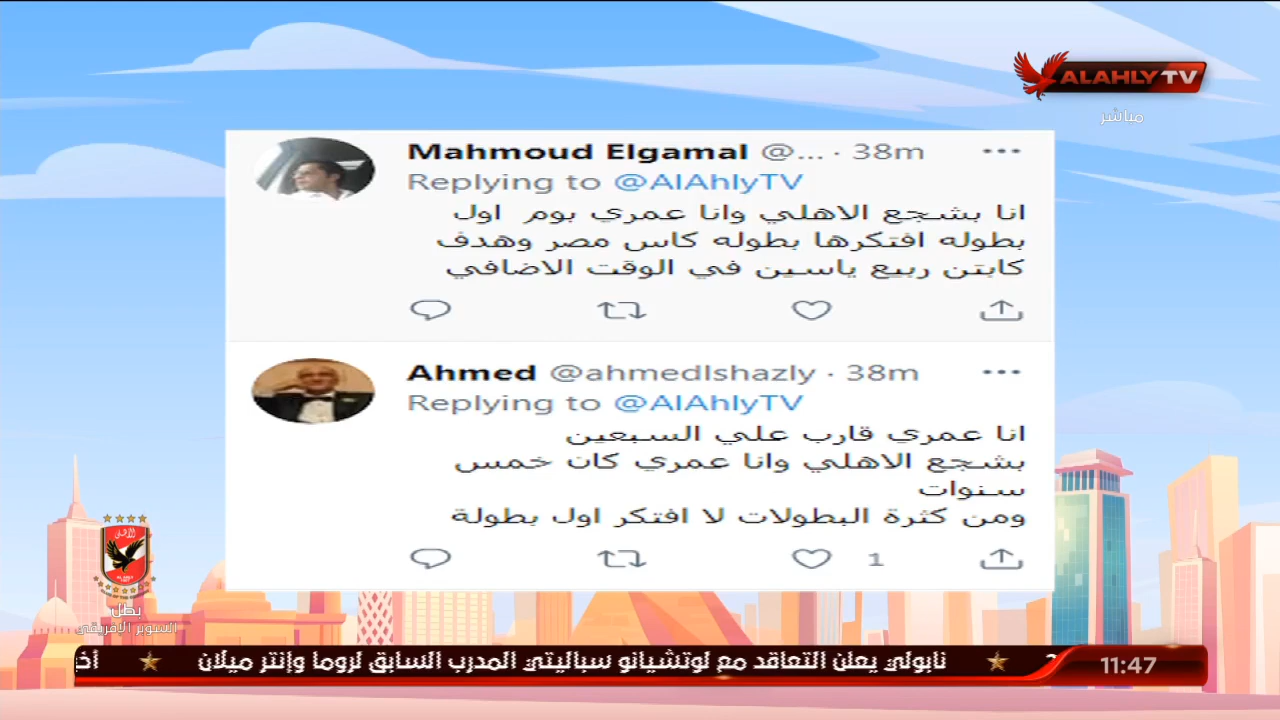 ALAHLY TV
مباشر
Mahmoud Elgamal @... · 38m
Replying to @AlAhlyTV
انا بشجع الاهلي وانا عمري بوم اول
بطوله افتكرها بطوله كاس مصر وهدف
كابتن ربيع ياسين في الوقت الاضافي
Ahmed @ahmedlshazly · 38m
Replying to @AlAhlyTV
انا عمري قارب علي السبعين
بشجع الاهلي وانا عمري كان خمس
سنوات
ومن كثرة البطولات لا افتكر اول بطولة
1
بطل
السوبر الإفريقي
نابولي يعلن التعاقد مع لوتشيانو سباليتي المدرب السابق لروما وإنتر ميلان
11:47